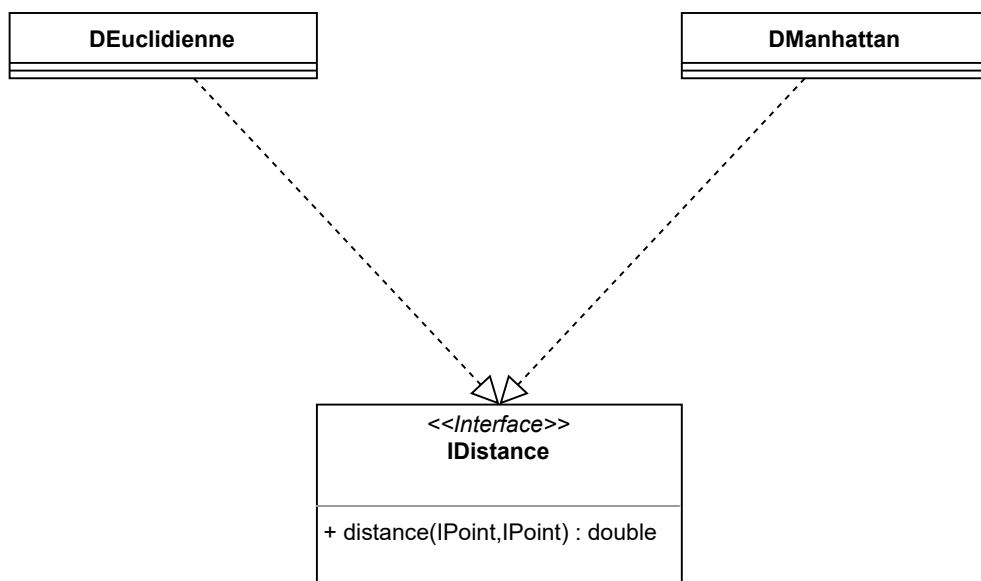 DEuclidienne
DManhattan
<<Interface>>
IDistance
+ distance(IPoint,IPoint) : double